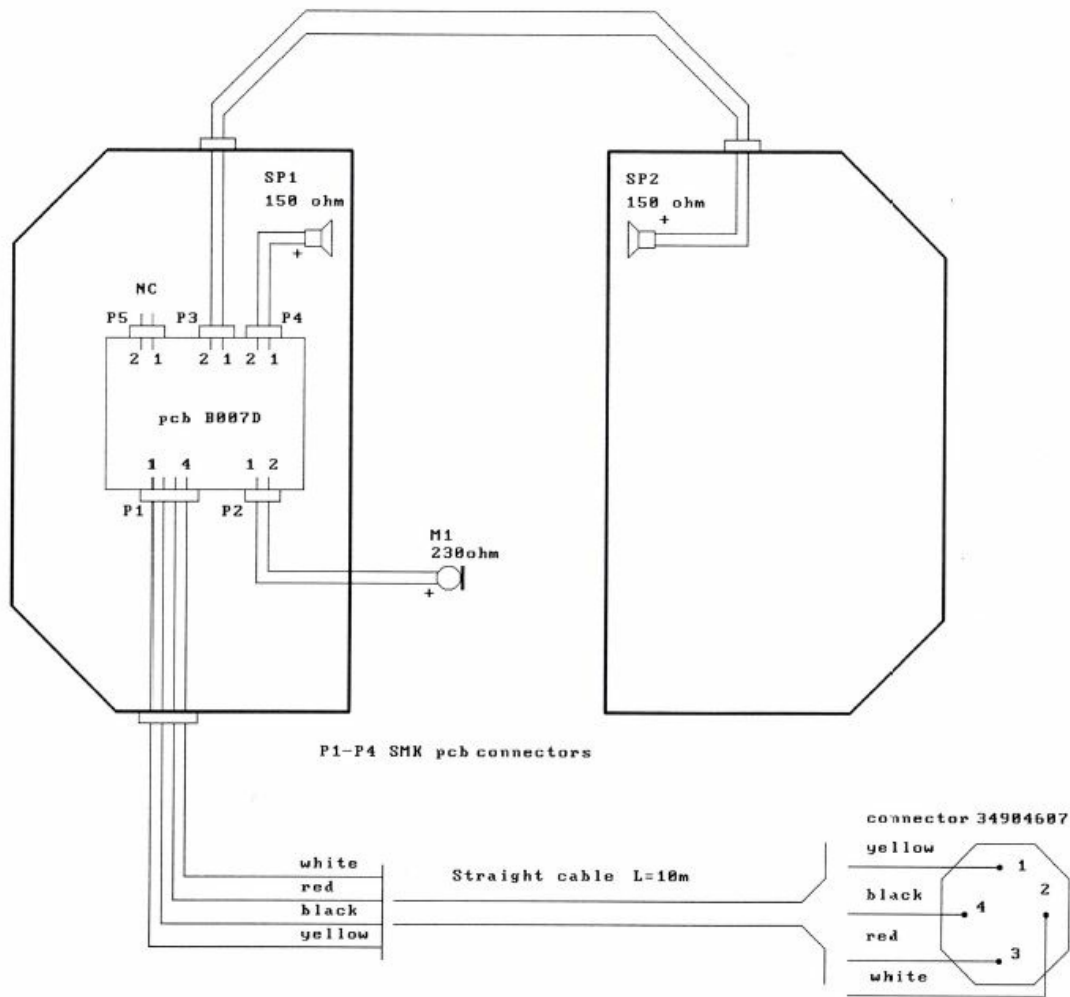 SP1
150 ohm
SP2
150 ohm
+
+
NC
P5 P3 P4
2 1 2 1 2 1
pcb B007D
1 4 1 2
P1 P2
M1
230ohm
+
P1-P4 SMK pcb connectors
connector 34904607
white
red
black
yellow
Straight cable L=10m
yellow
black
red
white
1
2
4
3